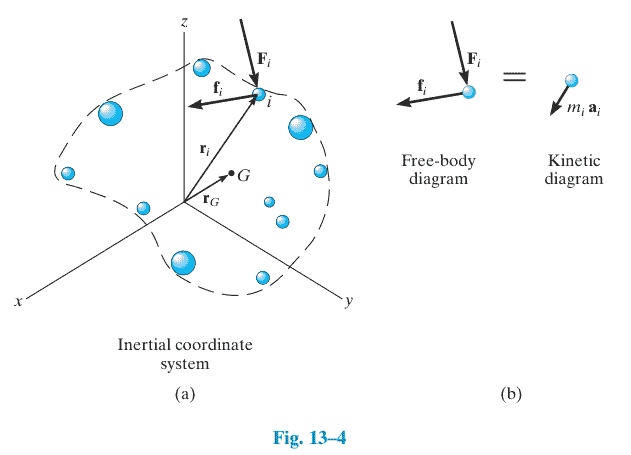 z
F_i
f_i
i
r_i
G
r_G
x
y
Inertial coordinate
system
(a)
F_i
f_i
=
m_i a_i
Free-body
diagram
Kinetic
diagram
(b)
Fig. 13–4